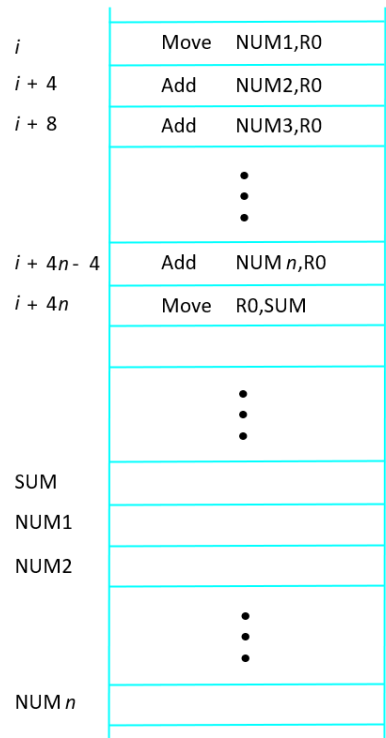 i Move NUM1,R0
i + 4 Add NUM2,R0
i + 8 Add NUM3,R0
i + 4n - 4 Add NUM n,R0
i + 4n Move R0,SUM
SUM
NUM1
NUM2
NUM n